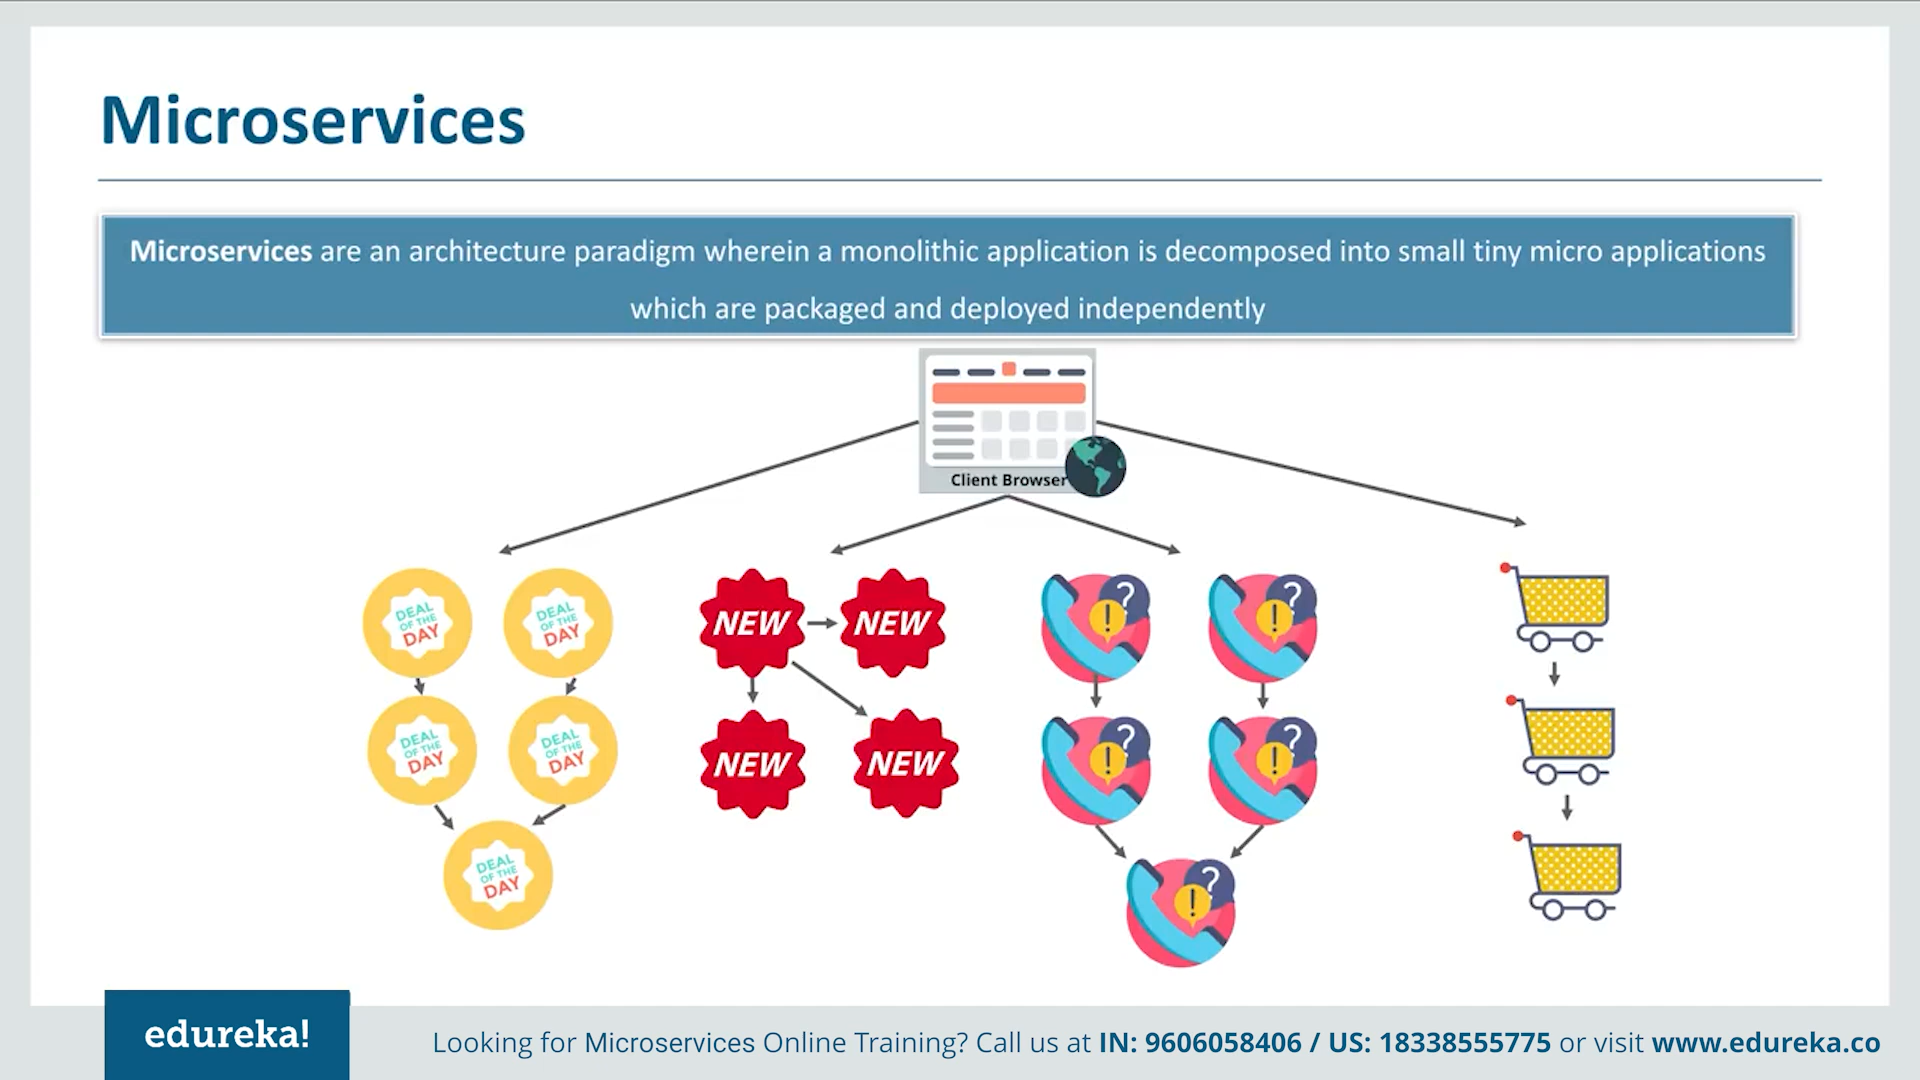 Microservices
Microservices are an architecture paradigm wherein a monolithic application is decomposed into small tiny micro applications
which are packaged and deployed independently
Client Browser
DEAL
OF THE
DAY
DEAL
OF THE
DAY
NEW
NEW
?
!
?
!
DEAL
OF THE
DAY
DEAL
OF THE
DAY
NEW
NEW
?
!
?
!
DEAL
OF THE
DAY
?
!
edureka!
Looking for Microservices Online Training? Call us at IN: 9606058406 / US: 18338555775 or visit www.edureka.co